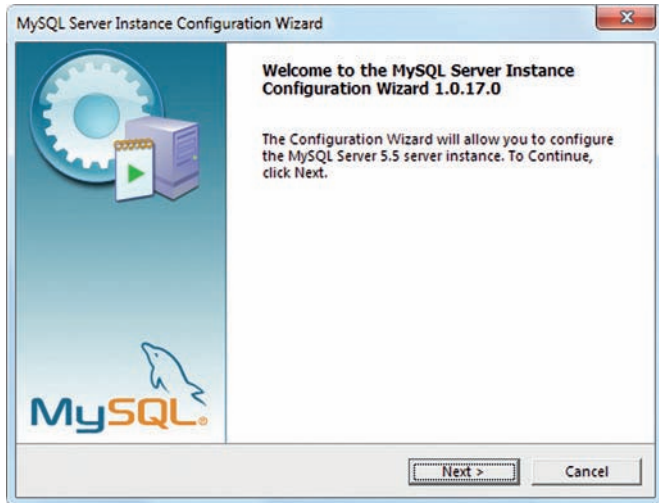 MySQL Server Instance Configuration Wizard
Welcome to the MySQL Server Instance
Configuration Wizard 1.0.17.0
The Configuration Wizard will allow you to configure
the MySQL Server 5.5 server instance. To Continue,
click Next.
MySQL®
Next >
Cancel